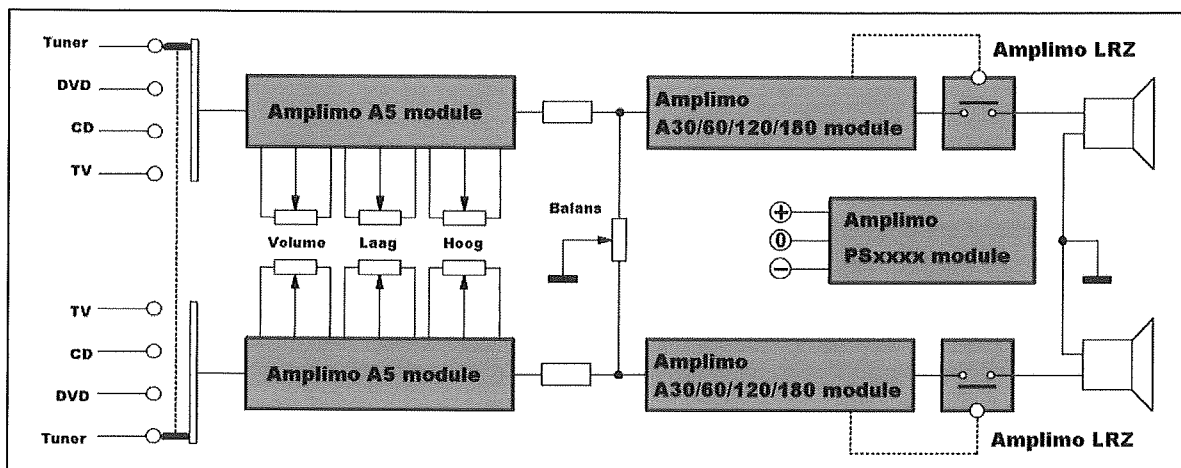 Tuner
DVD
CD
TV
Amplimo A5 module
Volume
Laag
Hoog
Balans
Amplimo
A30/60/120/180 module
Amplimo LRZ
+
0
−
Amplimo
PSxxxx module
TV
CD
DVD
Tuner
Amplimo A5 module
Amplimo
A30/60/120/180 module
Amplimo LRZ